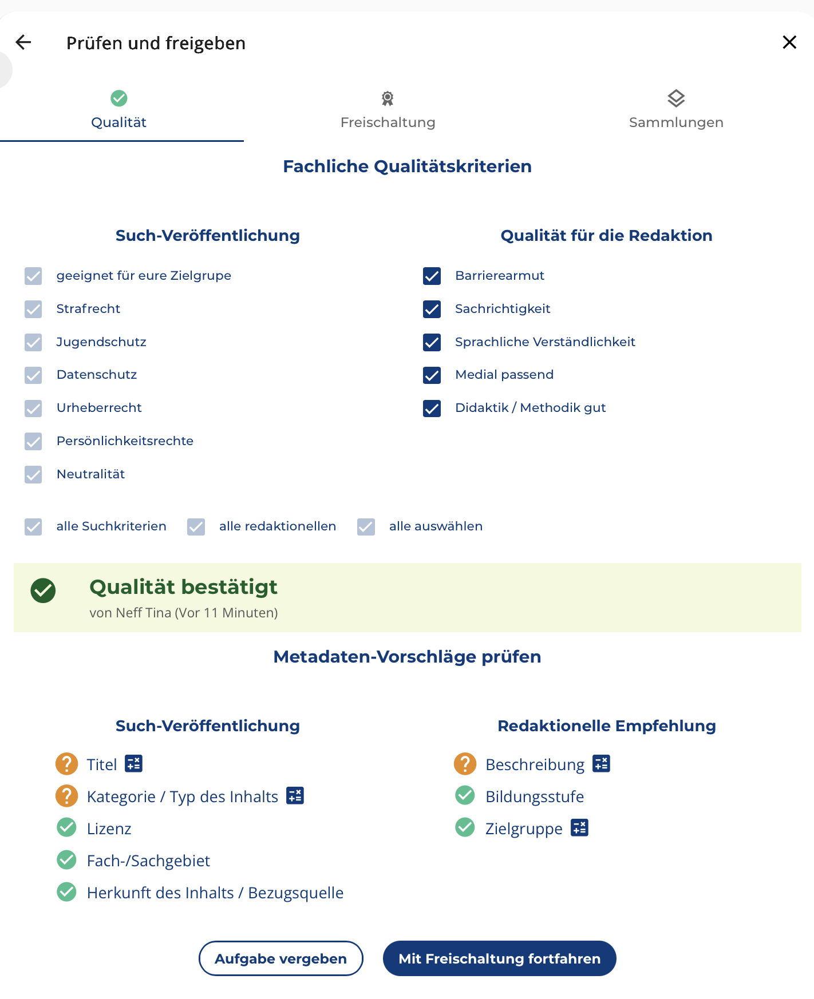 Prüfen und freigeben
Qualität
Freischaltung
Sammlungen
Fachliche Qualitätskriterien
Such-Veröffentlichung
geeignet für eure Zielgrupe
Strafrecht
Jugendschutz
Datenschutz
Urheberrecht
Persönlichkeitsrechte
Neutralität
Qualität für die Redaktion
Barrierearmut
Sachrichtigkeit
Sprachliche Verständlichkeit
Medial passend
Didaktik / Methodik gut
alle Suchkriterien
alle redaktionellen
alle auswählen
Qualität bestätigt
von Neff Tina (Vor 11 Minuten)
Metadaten-Vorschläge prüfen
Such-Veröffentlichung
Titel
Kategorie / Typ des Inhalts
Lizenz
Fach-/Sachgebiet
Herkunft des Inhalts / Bezugsquelle
Redaktionelle Empfehlung
Beschreibung
Bildungsstufe
Zielgruppe
Aufgabe vergeben
Mit Freischaltung fortfahren